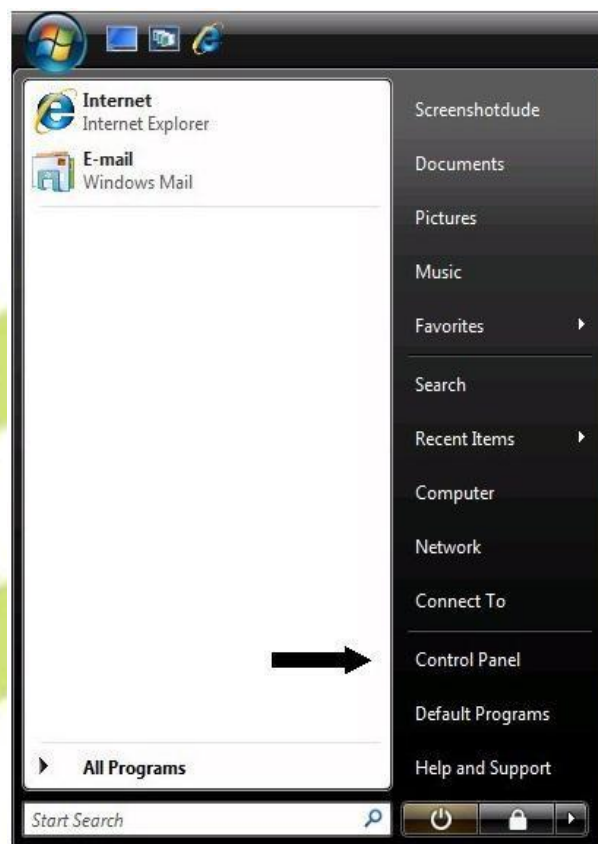 Internet
Internet Explorer
E-mail
Windows Mail
All Programs
Start Search
Screenshotdude
Documents
Pictures
Music
Favorites
Search
Recent Items
Computer
Network
Connect To
Control Panel
Default Programs
Help and Support